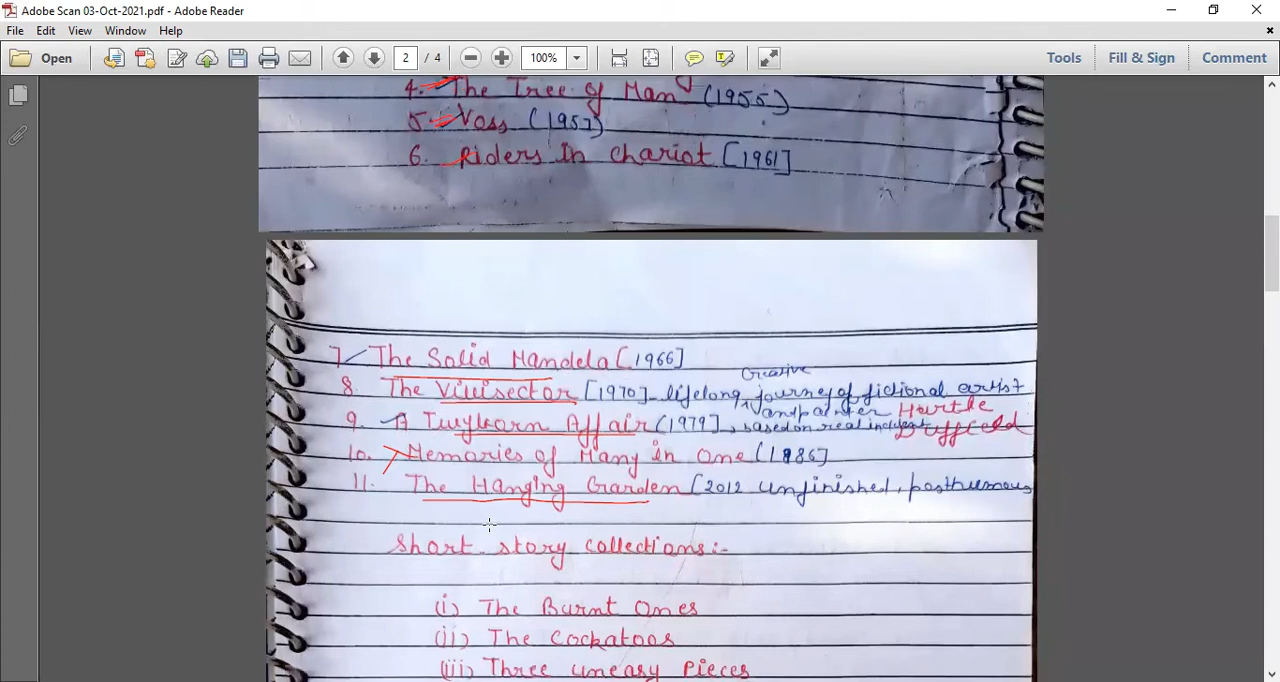 Adobe Scan 03-Oct-2021.pdf - Adobe Reader
File Edit View Window Help
Open 2 / 4 100% Tools Fill & Sign Comment
4. The Tree of Man (1955)
5. Voss (1957)
6. Riders In Chariot [1961]
7. The Solid Mandela [1966]
creative
8. The Vivisector [1970] - lifelong journey of fictional artist
and painter Hurtle
9. A Twyborn Affair (1979], based on real incident Duffield
10. Memories of Many in One (1986]
11. The Hanging Garden [2012 unfinished, posthumous
Short story collections:-
(i) The Burnt Ones
(ii) The Cockatoos
(iii) Three uneasy Pieces